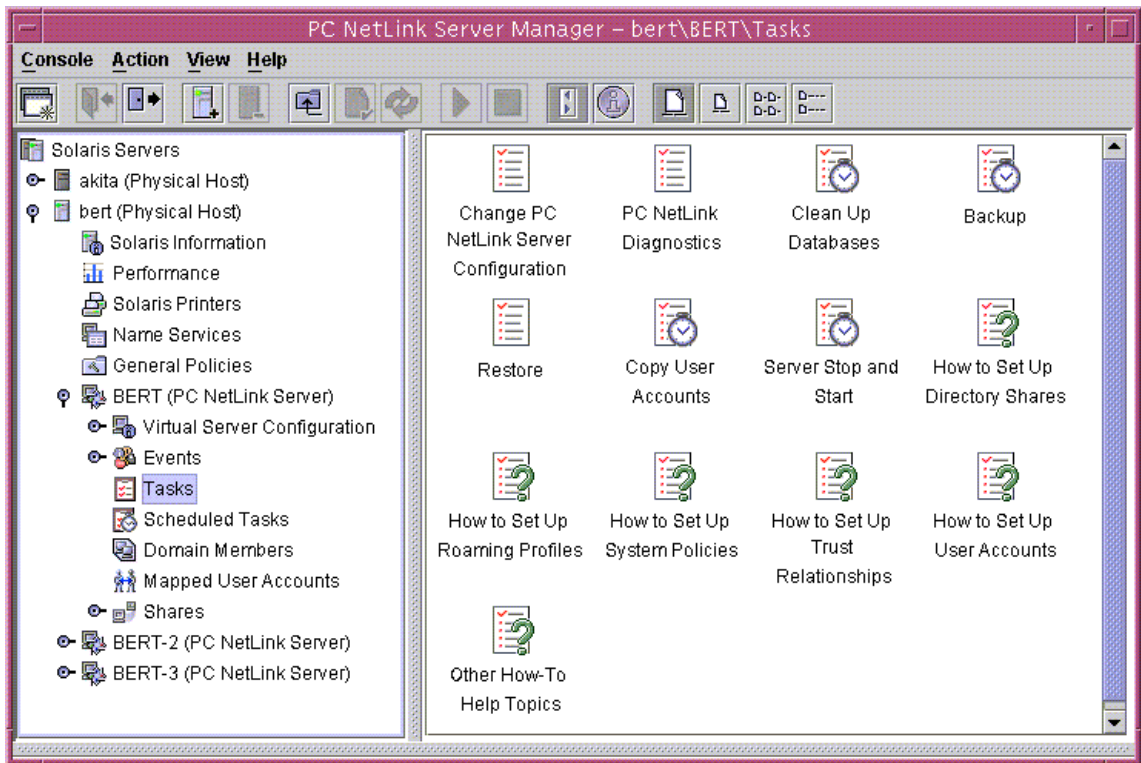 PC NetLink Server Manager – bert\BERT\Tasks
Console Action View Help
Solaris Servers
akita (Physical Host)
bert (Physical Host)
Solaris Information
Performance
Solaris Printers
Name Services
General Policies
BERT (PC NetLink Server)
Virtual Server Configuration
Events
Tasks
Scheduled Tasks
Domain Members
Mapped User Accounts
Shares
BERT-2 (PC NetLink Server)
BERT-3 (PC NetLink Server)
Change PC
NetLink Server
Configuration
PC NetLink
Diagnostics
Clean Up
Databases
Backup
Restore
Copy User
Accounts
Server Stop and
Start
How to Set Up
Directory Shares
How to Set Up
Roaming Profiles
How to Set Up
System Policies
How to Set Up
Trust
Relationships
How to Set Up
User Accounts
Other How-To
Help Topics